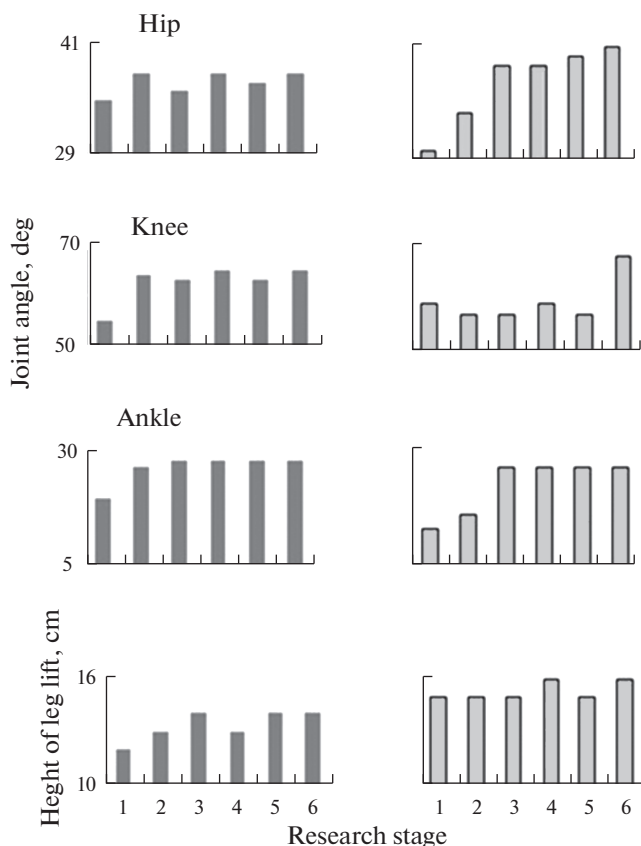 Hip
41
29
Knee
70
50
Joint angle, deg
Ankle
30
5
Heght of leg lift, cm
16
10
1 2 3 4 5 6
1 2 3 4 5 6
Research stage